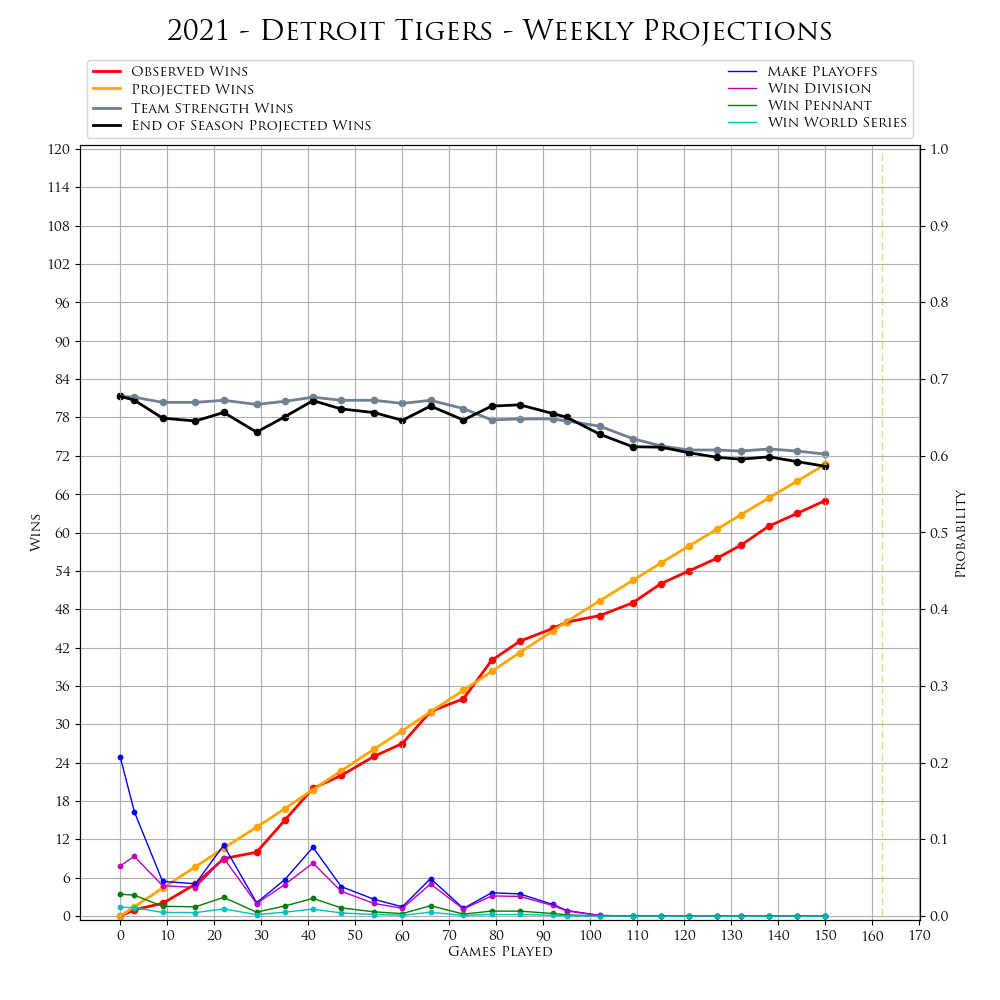 2021 - Detroit Tigers - Weekly Projections
Observed Wins
Projected Wins
Team Strength Wins
End of Season Projected Wins
Make Playoffs
Win Division
Win Pennant
Win World Series
120
114
108
102
96
90
84
78
72
66
60
54
48
42
36
30
24
18
12
6
0
Wins
1.0
0.9
0.8
0.7
0.6
0.5
0.4
0.3
0.2
0.1
0.0
Probability
0 10 20 30 40 50 60 70 80 90 100 110 120 130 140 150 160 170
Games Played